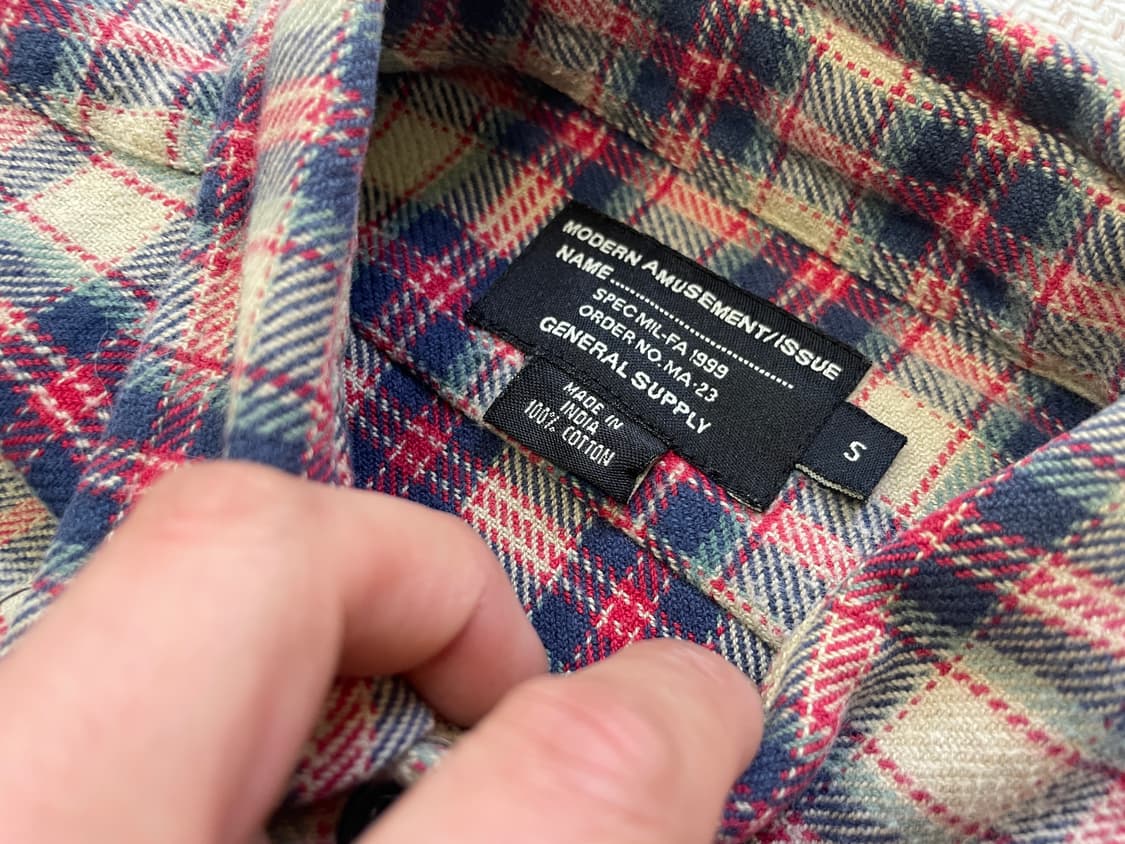 MODERN AMUSEMENT/ISSUE
NAME
SPEC MIL-FA 1999
ORDER NO. MA-23
GENERAL SUPPLY
MADE IN
INDIA
100% COTTON
S